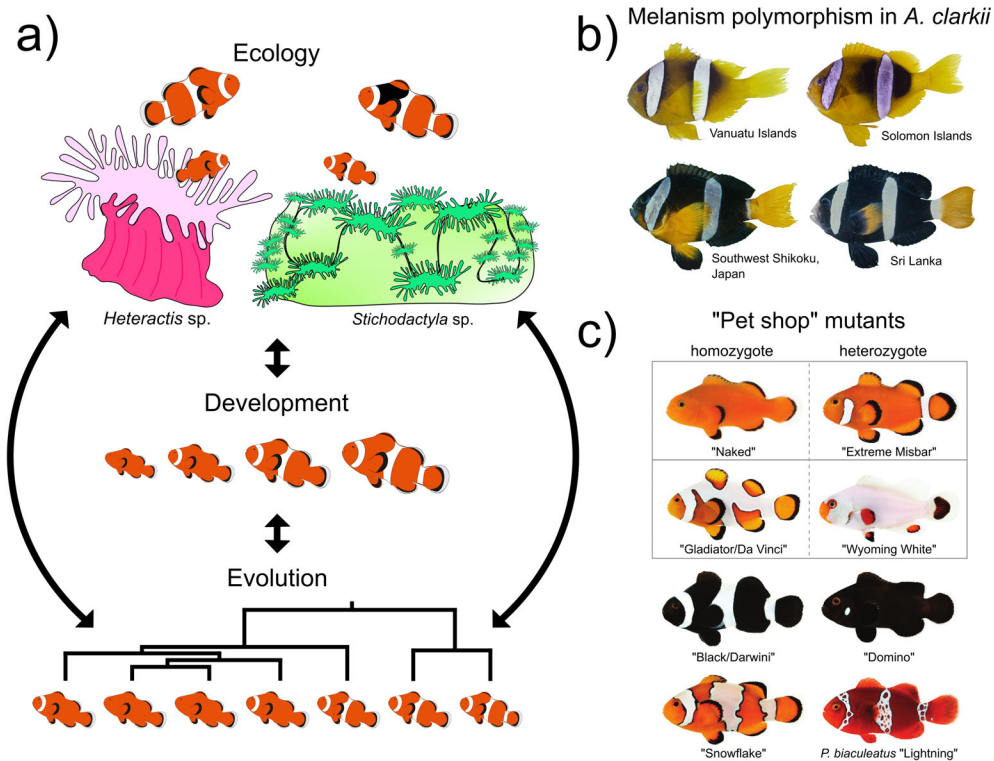 a)
Ecology
Heteractis sp.
Stichodactyla sp.
Development
Evolution
b)
Melanism polymorphism in A. clarkii
Vanuatu Islands
Solomon Islands
Southwest Shikoku,
Japan
Sri Lanka
c)
"Pet shop" mutants
homozygote
heterozygote
"Naked"
"Extreme Misbar"
"Gladiator/Da Vinci"
"Wyoming White"
"Black/Darwini"
"Domino"
"Snowflake"
P. biaculeatus "Lightning"